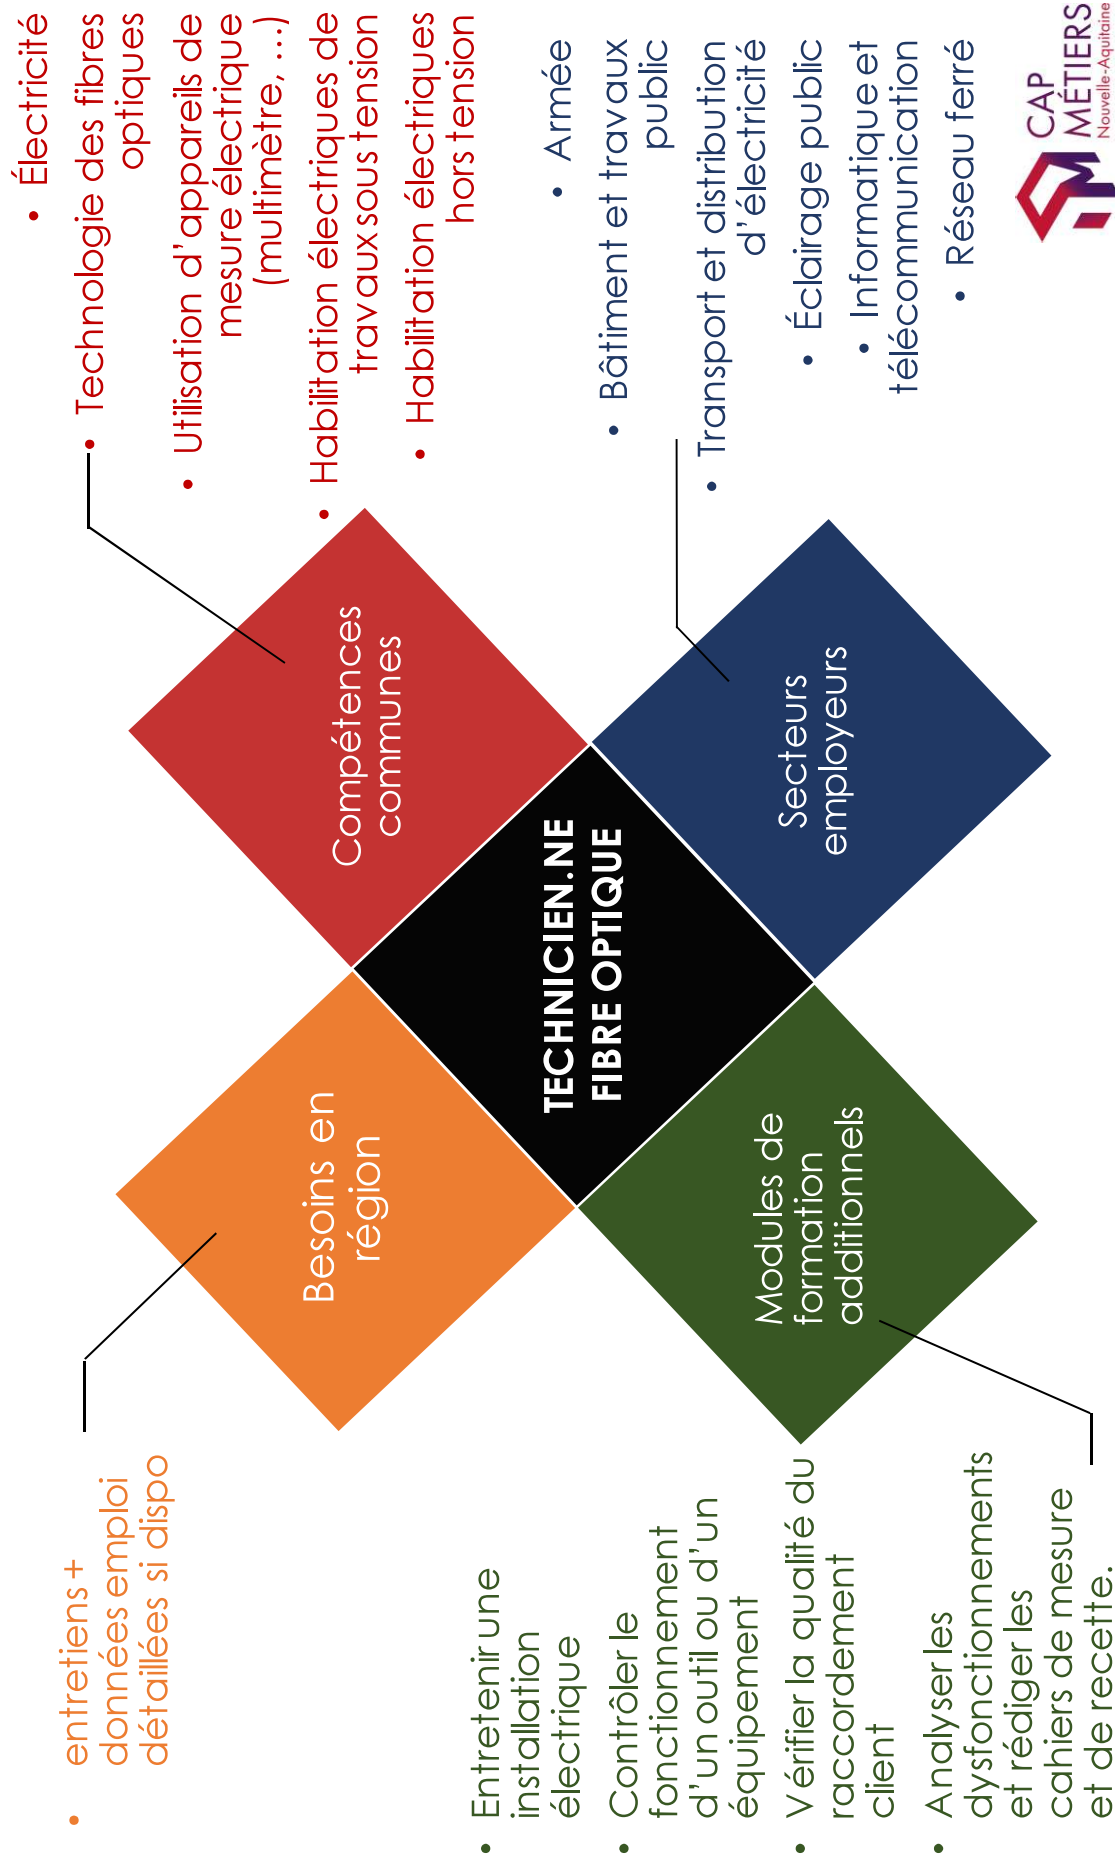 • entretiens +
données emploi
détaillées si dispo
Besoins en
région
Compétences
communes
• Électricité
• Technologie des fibres
optiques
• Utilisation d'appareils de
mesure électrique
(multimètre, ...)
• Habilitation électriques de
travaux sous tension
• Habilitation électriques
hors tension
TECHNICIEN.NE
FIBRE OPTIQUE
• Entretenir une
installation
électrique
• Contrôler le
fonctionnement
d'un outil ou d'un
équipement
• Vérifier la qualité du
raccordement
client
• Analyser les
dysfonctionnements
et rédiger les
cahiers de mesure
et de recette.
Modules de
formation
additionnels
Secteurs
employeurs
• Armée
• Bâtiment et travaux
public
• Transport et distribution
d'électricité
• Éclairage public
• Informatique et
télécommunication
• Réseau ferré
CAP
MÉTIERS
Nouvelle-Aquitaine